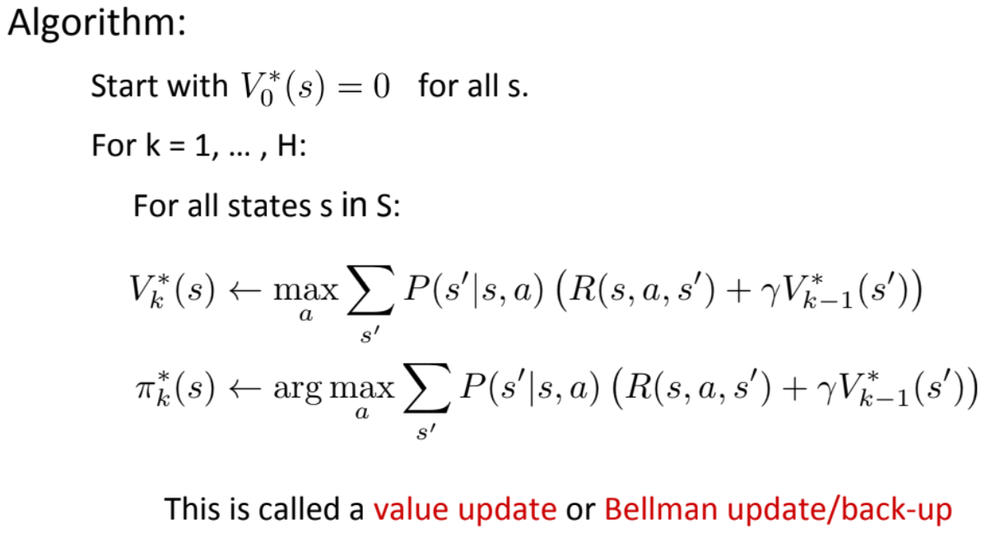 Algorithm:
Start with $V_0^*(s) = 0$ for all s.
For k = 1, ... , H:
For all states s in S:
$V_k^*(s) \leftarrow \max_a \sum_{s'} P(s'|s,a) \left( R(s,a,s') + \gamma V_{k-1}^*(s') \right)$
$\pi_k^*(s) \leftarrow \arg\max_a \sum_{s'} P(s'|s,a) \left( R(s,a,s') + \gamma V_{k-1}^*(s') \right)$
This is called a value update or Bellman update/back-up